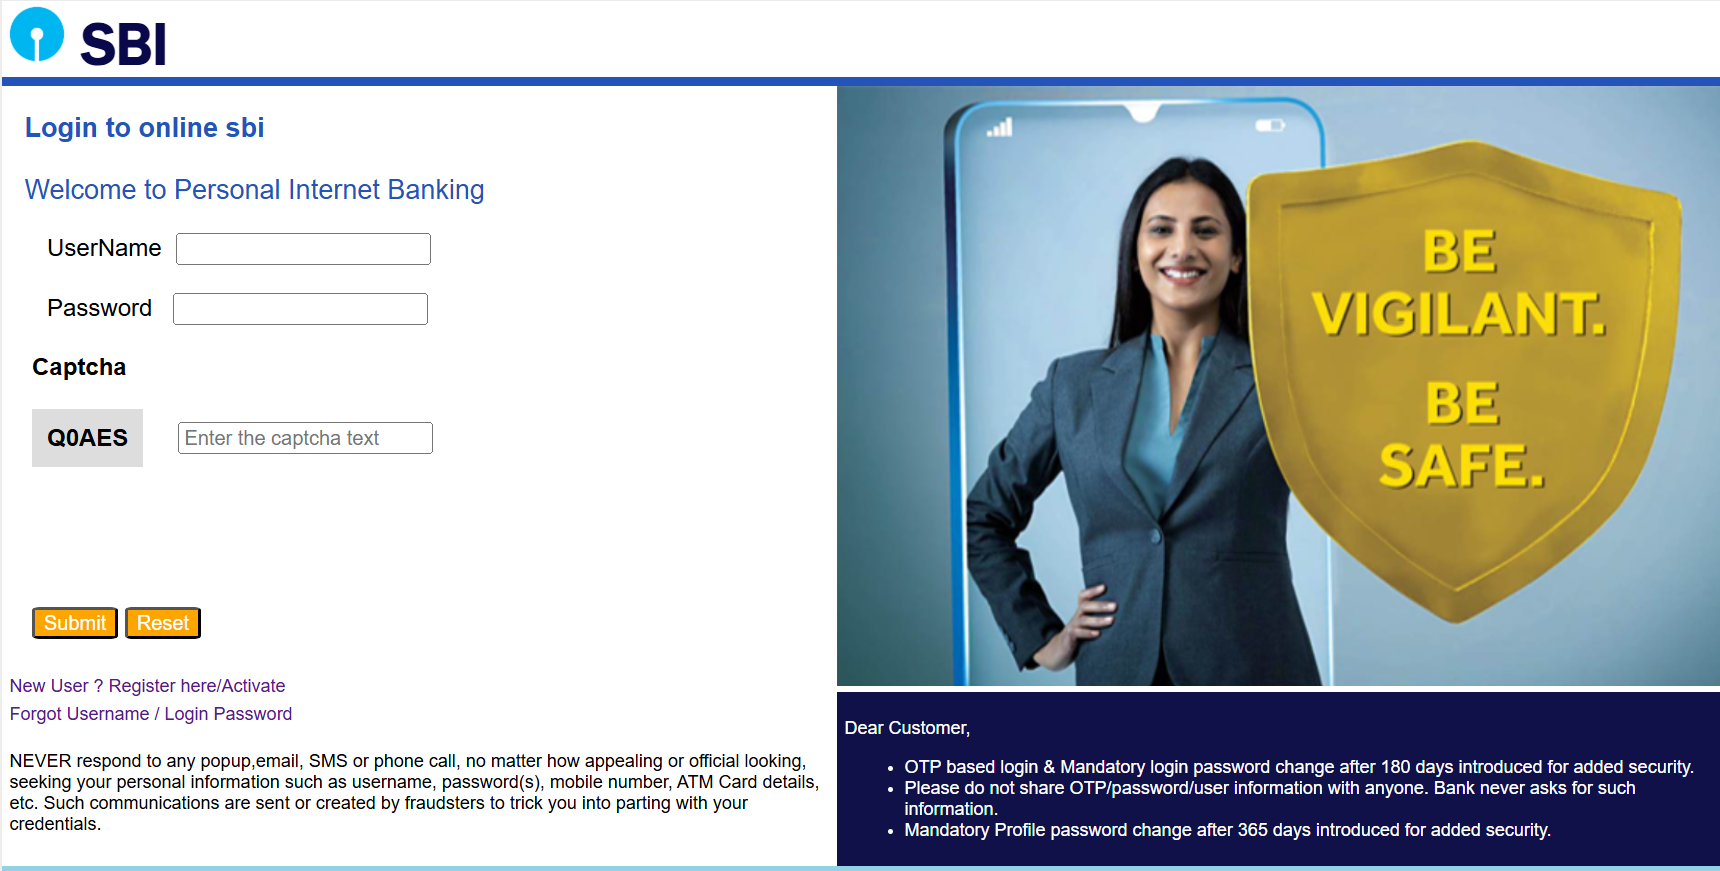 SBI
Login to online sbi
Welcome to Personal Internet Banking
UserName
Password
Captcha
Q0AES
Enter the captcha text
Submit Reset
New User ? Register here/Activate
Forgot Username / Login Password
NEVER respond to any popup,email, SMS or phone call, no matter how appealing or official looking,
seeking your personal information such as username, password(s), mobile number, ATM Card details,
etc. Such communications are sent or created by fraudsters to trick you into parting with your
credentials.
BE
VIGILANT.
BE
SAFE.
Dear Customer,
• OTP based login & Mandatory login password change after 180 days introduced for added security.
• Please do not share OTP/password/user information with anyone. Bank never asks for such
information.
• Mandatory Profile password change after 365 days introduced for added security.